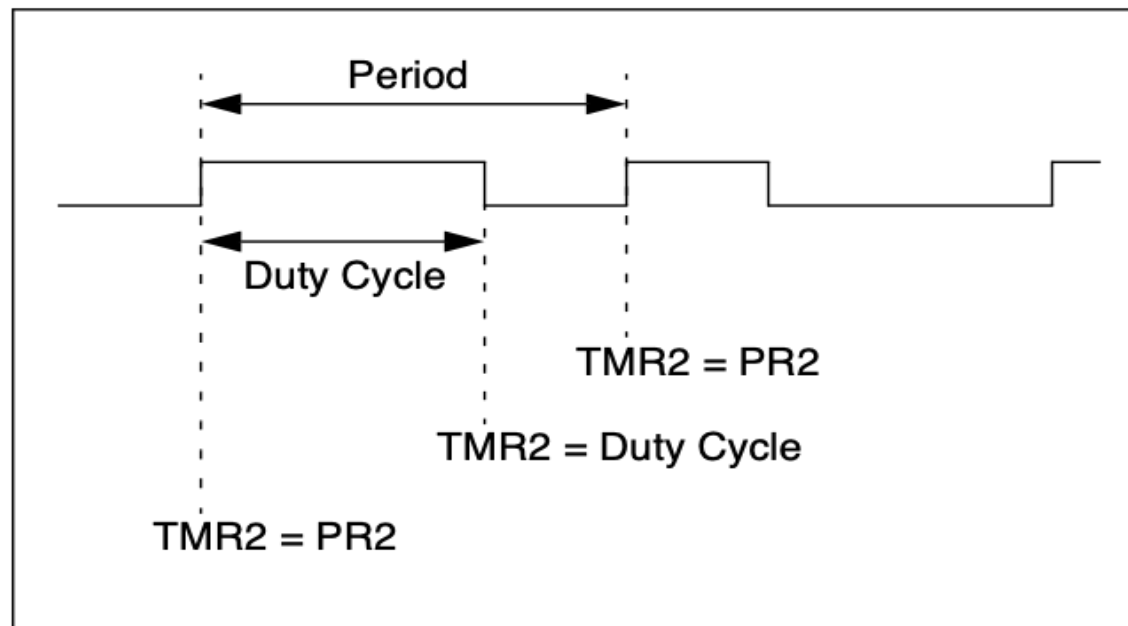 Period
Duty Cycle
TMR2 = PR2
TMR2 = Duty Cycle
TMR2 = PR2